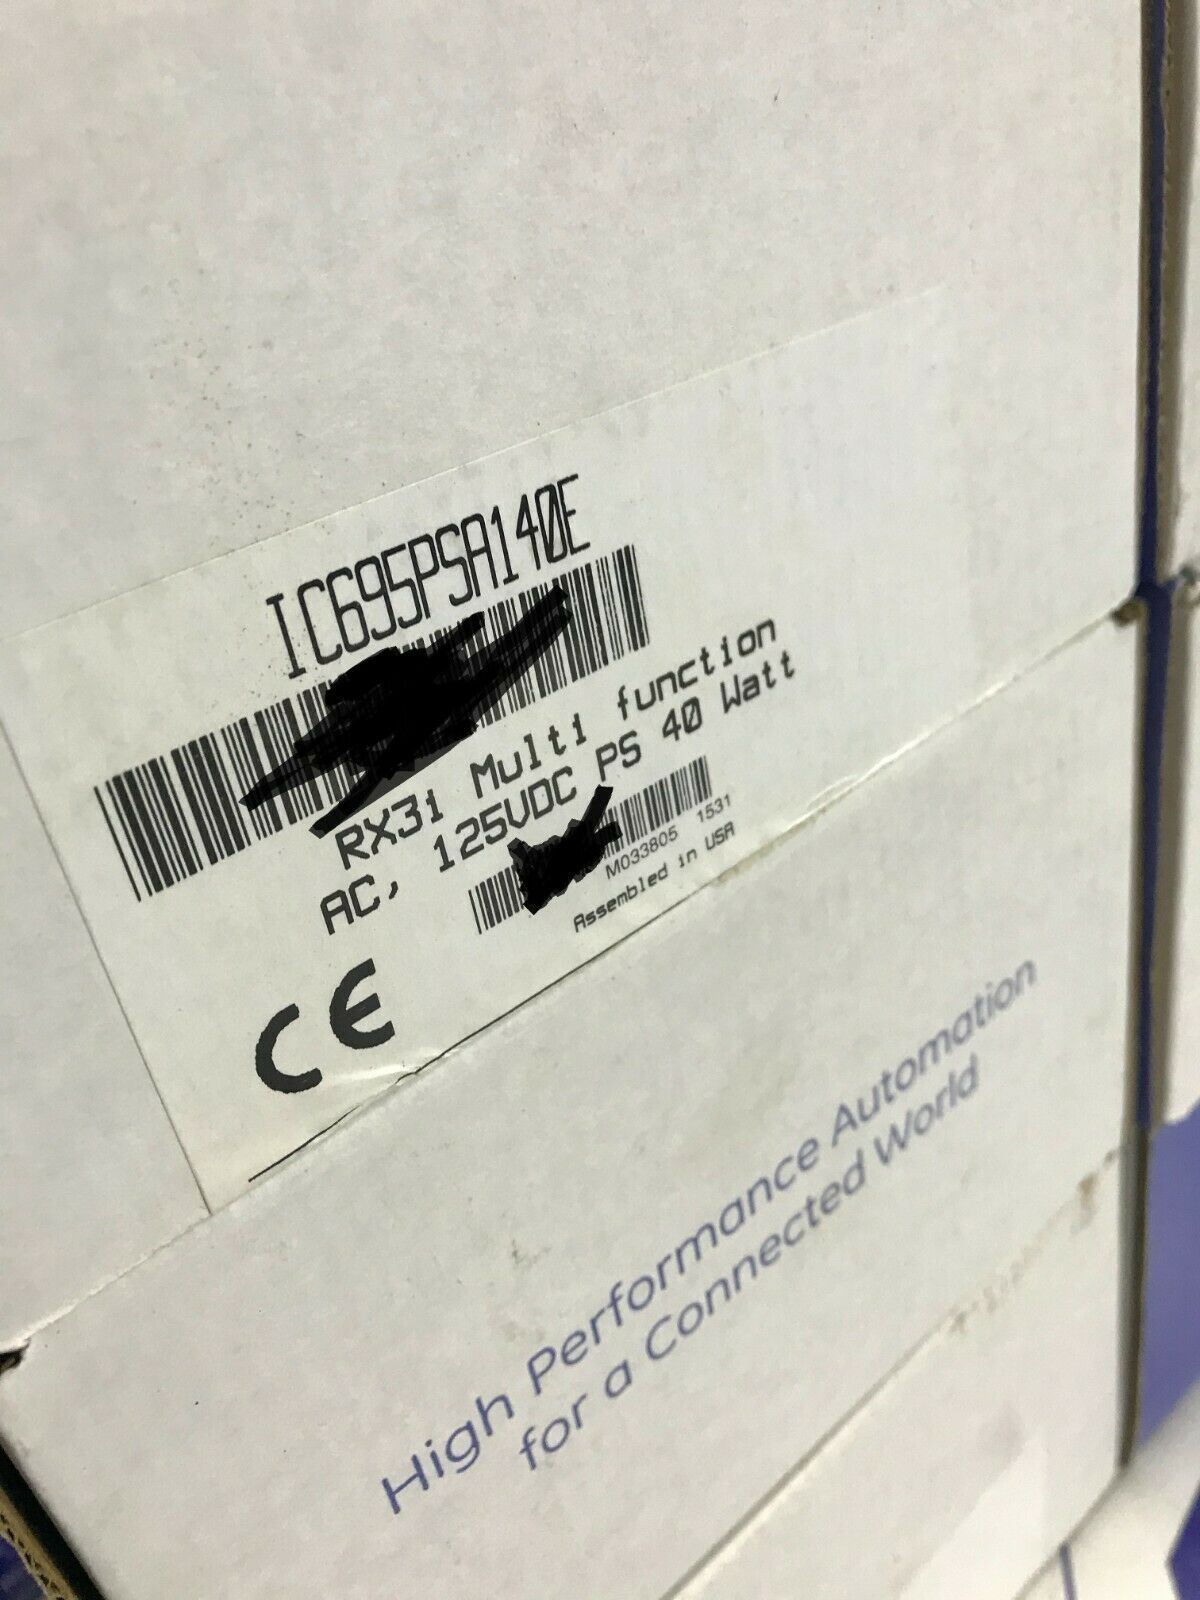 IC695PSA140E
RX3i Multi function
AC, 125VDC PS 40 Watt
M033805 1531
Assembled in USA
CE
High Performance Automation
for a Connected World